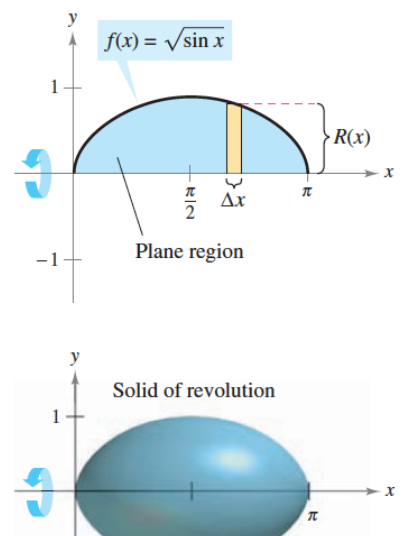 y
f(x) = √sin x
1
R(x)
x
π/2
Δx
π
Plane region
−1
y
Solid of revolution
1
x
π